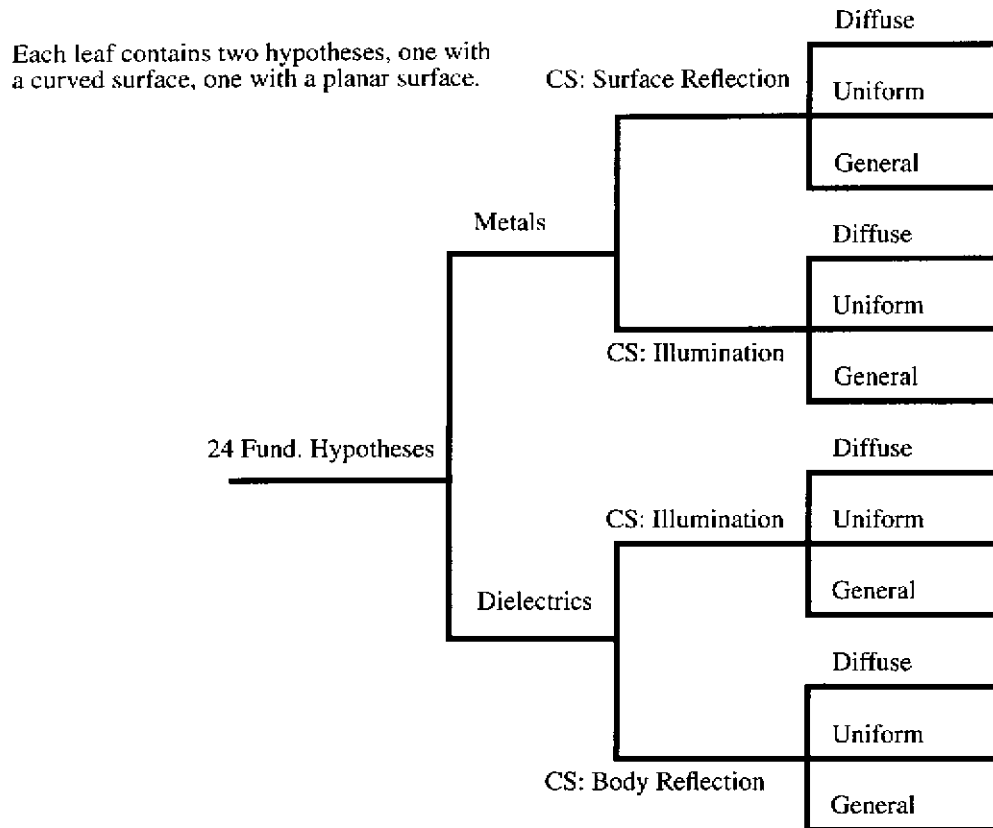 Each leaf contains two hypotheses, one with
a curved surface, one with a planar surface.
Diffuse
CS: Surface Reflection
Uniform
General
Metals
Diffuse
Uniform
CS: Illumination
General
24 Fund. Hypotheses
Diffuse
CS: Illumination
Uniform
General
Dielectrics
Diffuse
Uniform
CS: Body Reflection
General